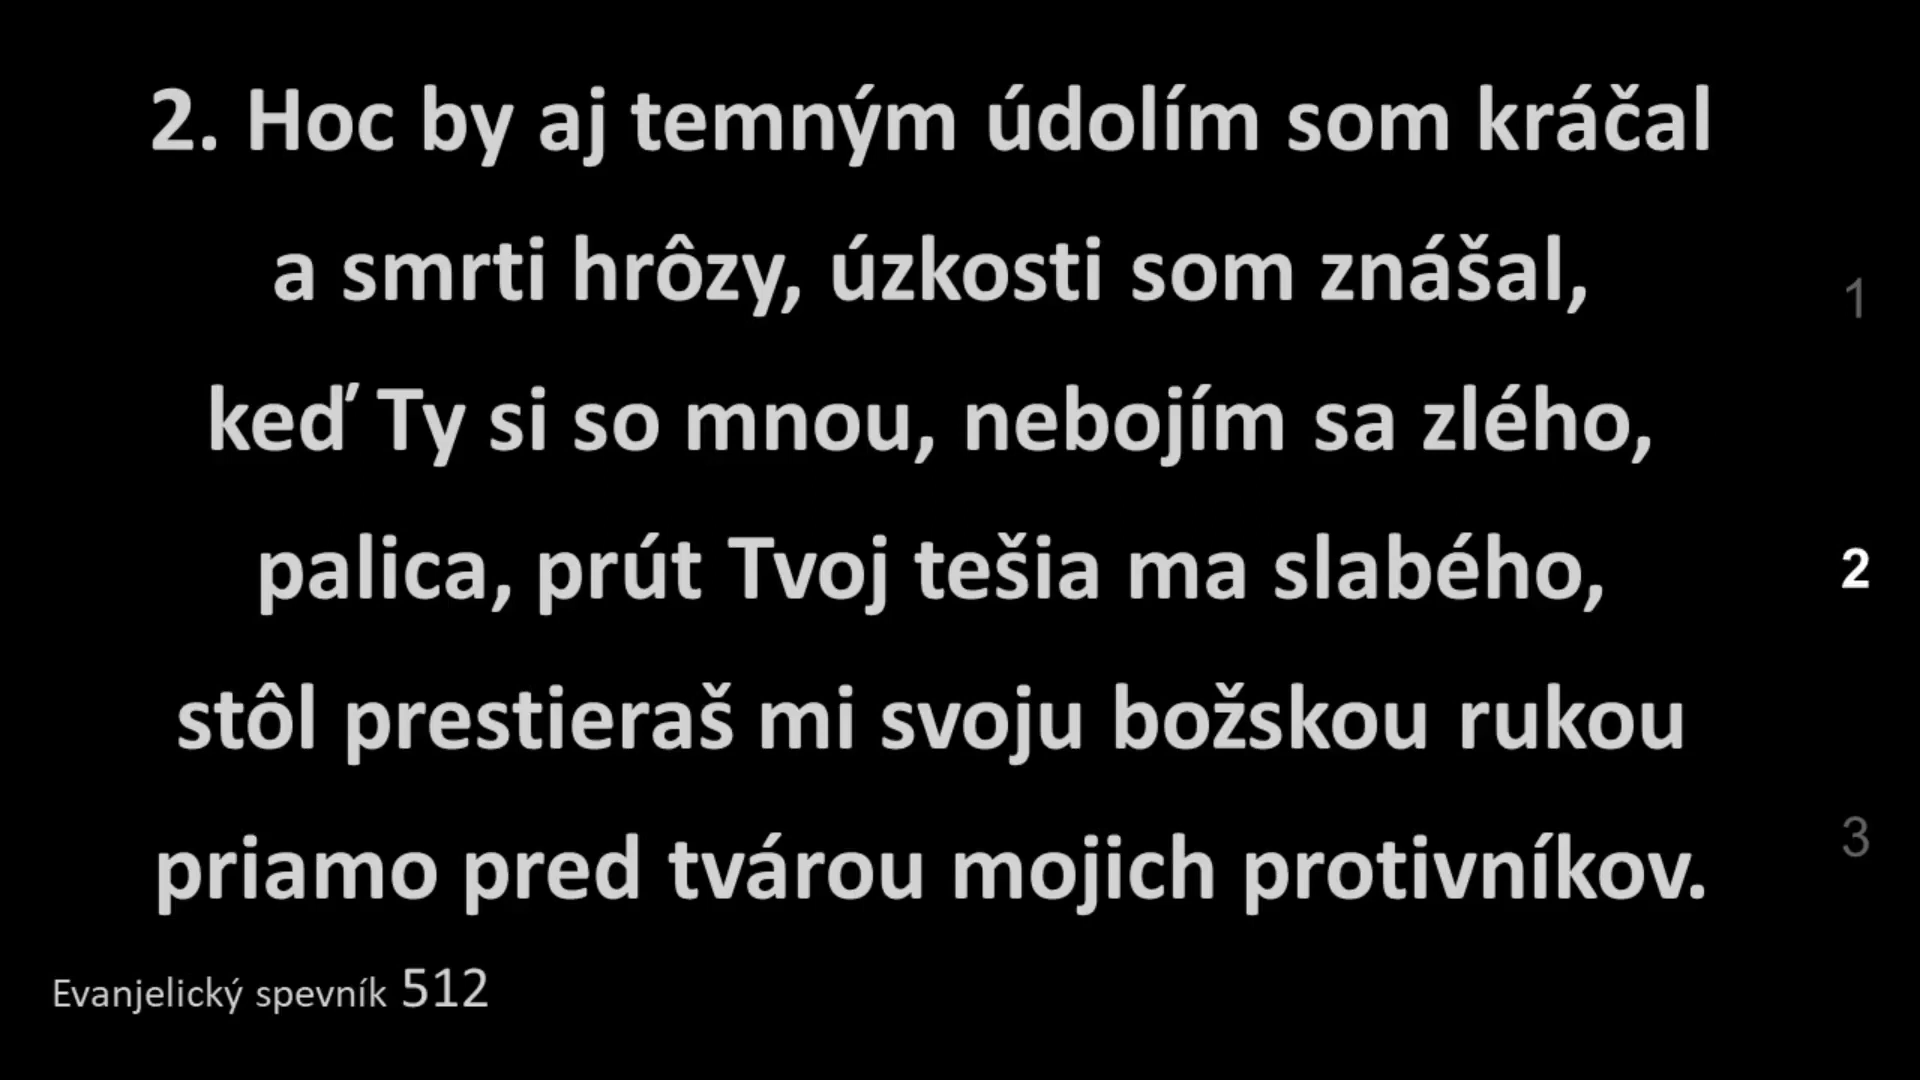 2. Hoc by aj temným údolím som kráčal
a smrti hrôzy, úzkosti som znášal,
keď Ty si so mnou, nebojím sa zlého,
palica, prút Tvoj tešia ma slabého,
stôl prestieraš mi svoju božskou rukou
priamo pred tvárou mojich protivníkov.
1
2
3
Evanjelický spevník 512